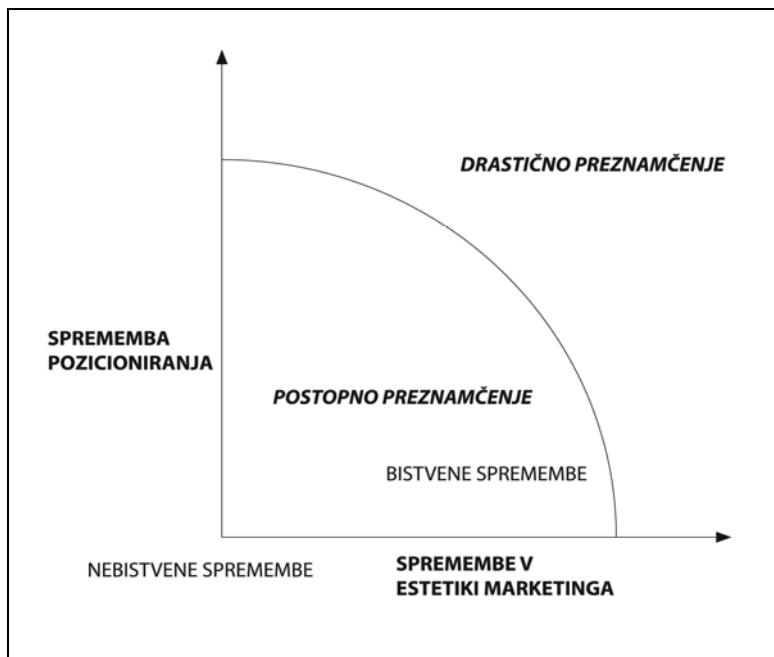 DRASTIČNO PREZNAMČENJE
SPREMEMBA
POZICIONIRANJA
POSTOPNO PREZNAMČENJE
BISTVENE SPREMEMBE
NEBISTVENE SPREMEMBE
SPREMEMBE V
ESTETIKI MARKETINGA